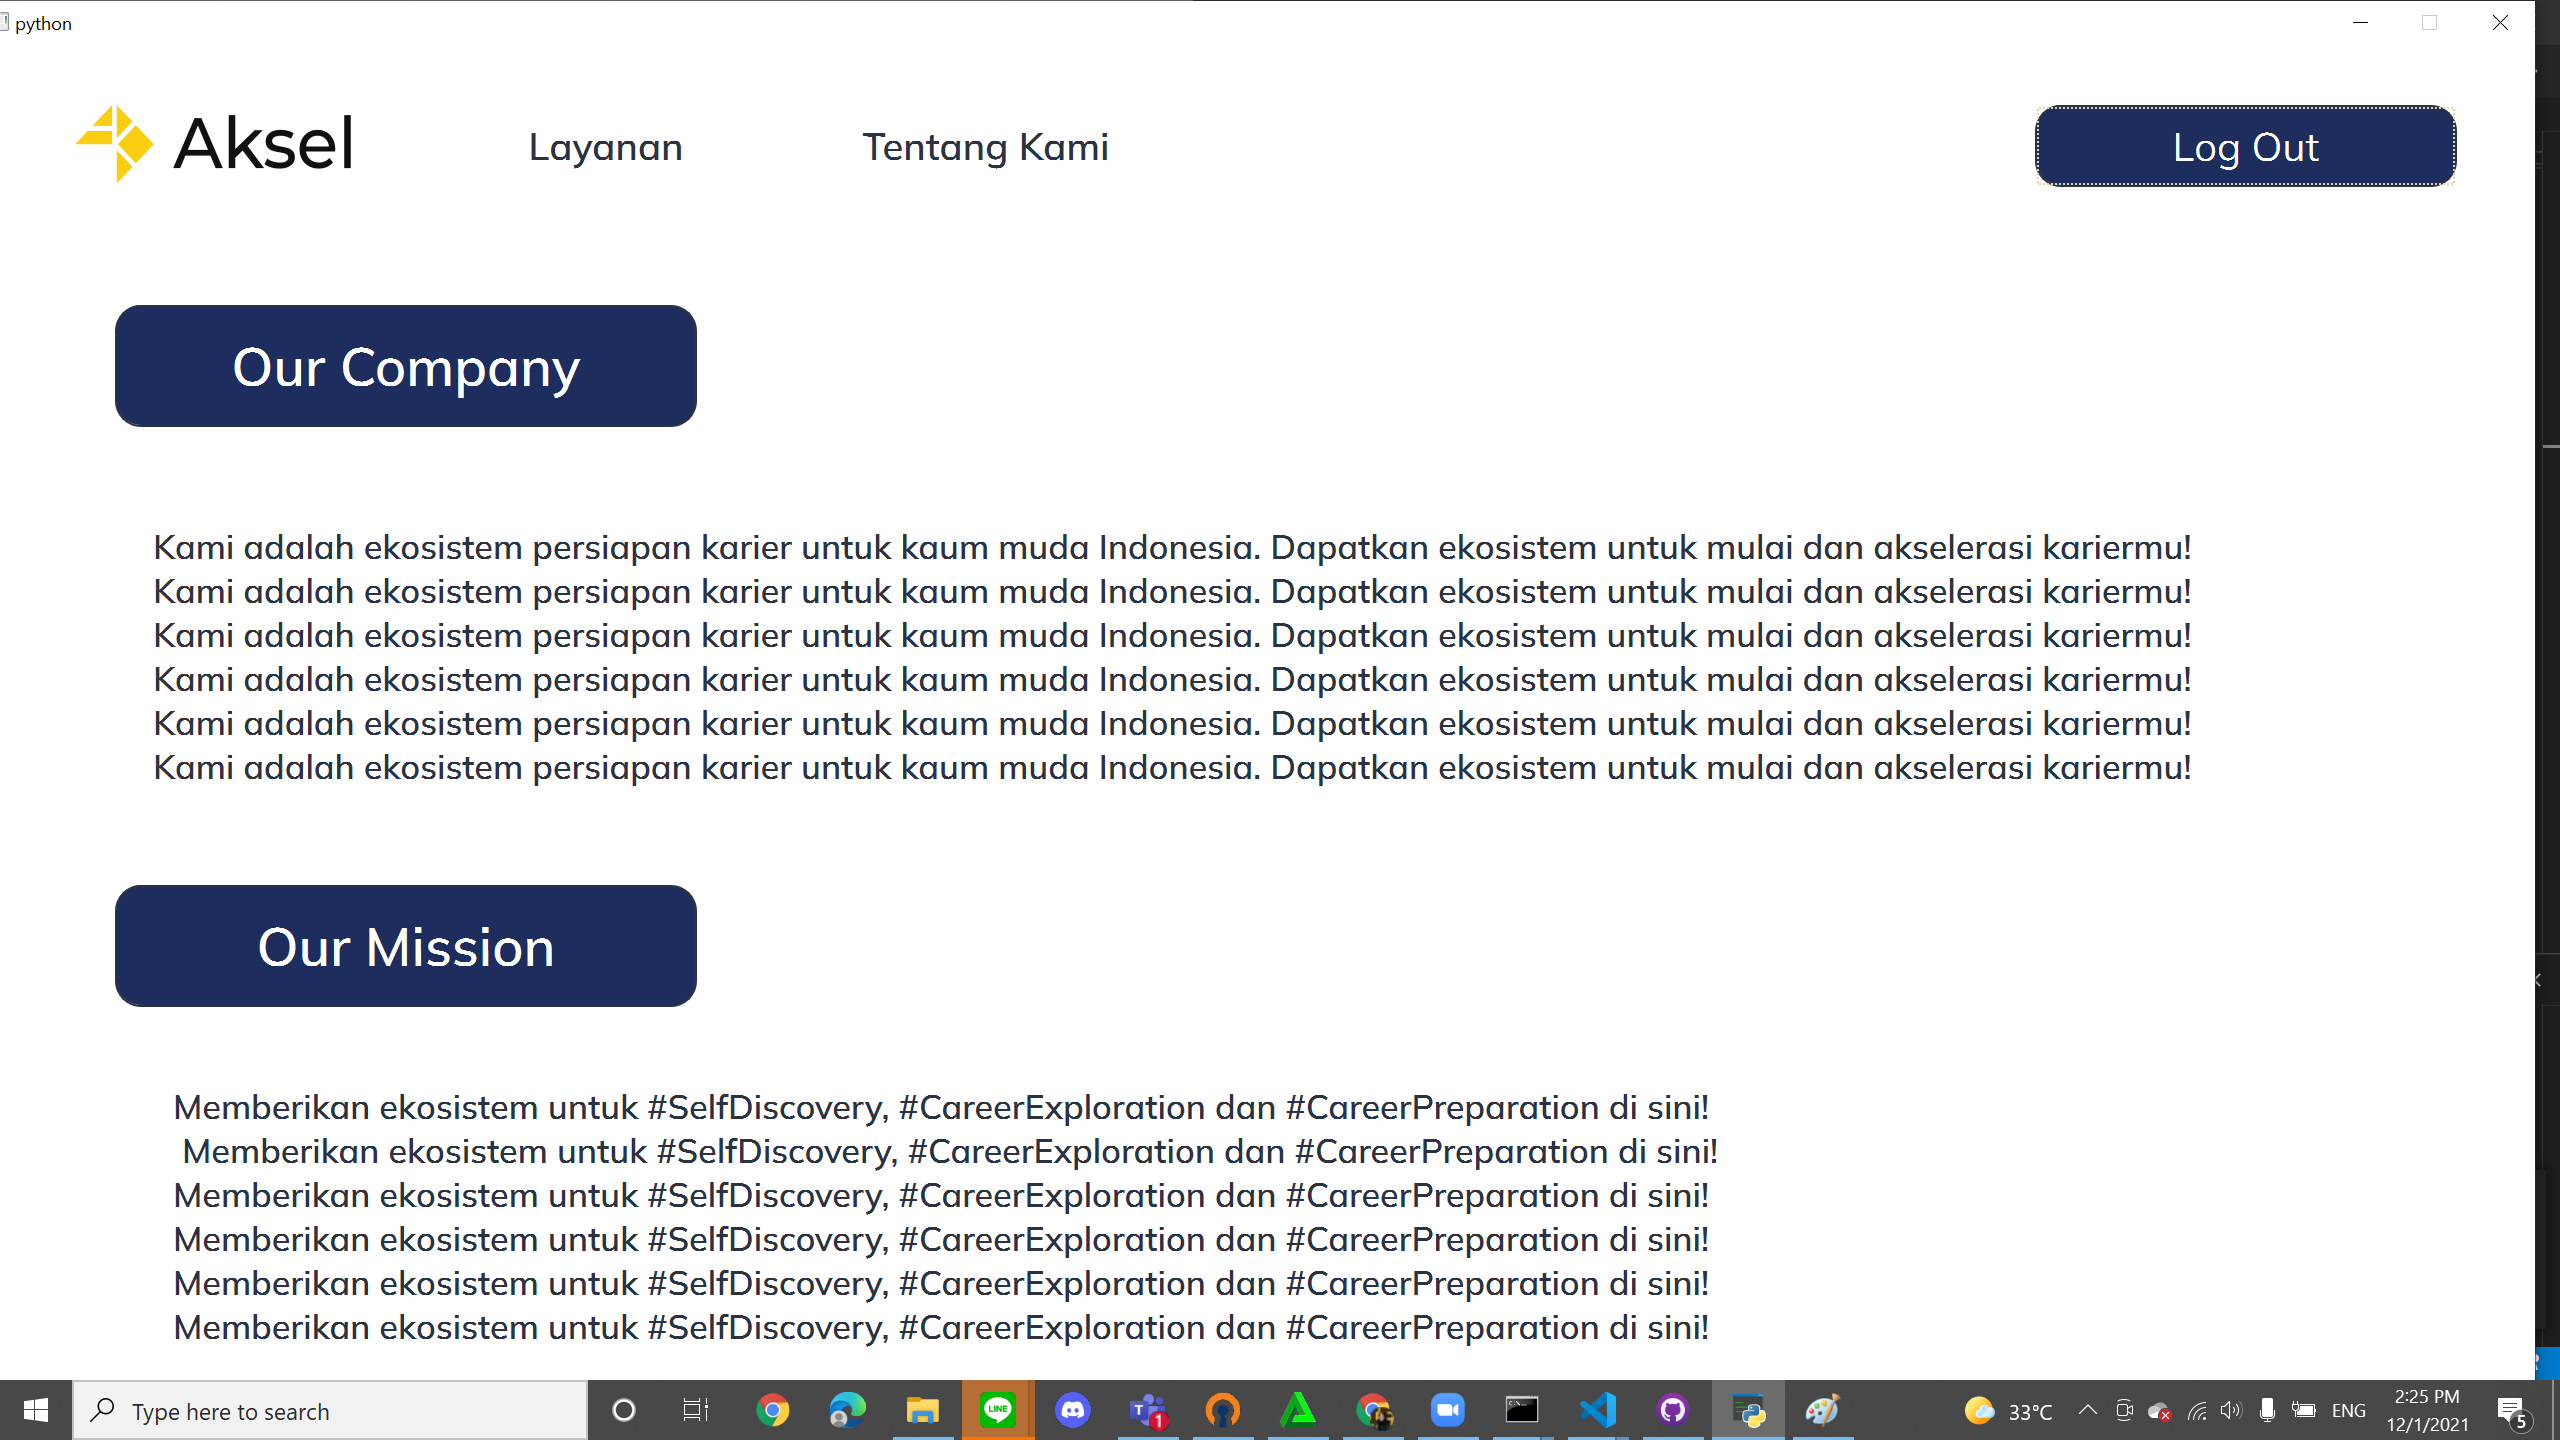 python
Aksel
Layanan
Tentang Kami
Log Out
Our Company
Kami adalah ekosistem persiapan karier untuk kaum muda Indonesia. Dapatkan ekosistem untuk mulai dan akselerasi kariermu!
Kami adalah ekosistem persiapan karier untuk kaum muda Indonesia. Dapatkan ekosistem untuk mulai dan akselerasi kariermu!
Kami adalah ekosistem persiapan karier untuk kaum muda Indonesia. Dapatkan ekosistem untuk mulai dan akselerasi kariermu!
Kami adalah ekosistem persiapan karier untuk kaum muda Indonesia. Dapatkan ekosistem untuk mulai dan akselerasi kariermu!
Kami adalah ekosistem persiapan karier untuk kaum muda Indonesia. Dapatkan ekosistem untuk mulai dan akselerasi kariermu!
Kami adalah ekosistem persiapan karier untuk kaum muda Indonesia. Dapatkan ekosistem untuk mulai dan akselerasi kariermu!
Our Mission
Memberikan ekosistem untuk #SelfDiscovery, #CareerExploration dan #CareerPreparation di sini!
Memberikan ekosistem untuk #SelfDiscovery, #CareerExploration dan #CareerPreparation di sini!
Memberikan ekosistem untuk #SelfDiscovery, #CareerExploration dan #CareerPreparation di sini!
Memberikan ekosistem untuk #SelfDiscovery, #CareerExploration dan #CareerPreparation di sini!
Memberikan ekosistem untuk #SelfDiscovery, #CareerExploration dan #CareerPreparation di sini!
Memberikan ekosistem untuk #SelfDiscovery, #CareerExploration dan #CareerPreparation di sini!
Type here to search
LINE
T
1
33°C
ENG
2:25 PM
12/1/2021
5